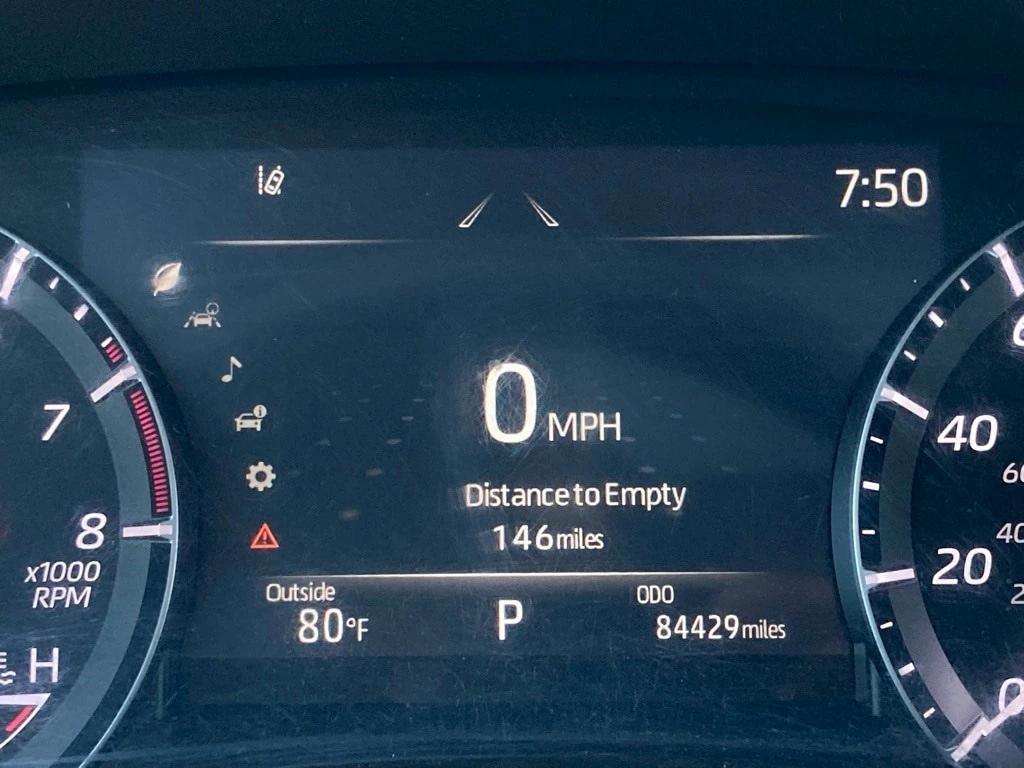 7:50
0 MPH
Distance to Empty
146 miles
Outside
80°F
P
ODO
84429 miles
7
8
x1000
RPM
H
40
20